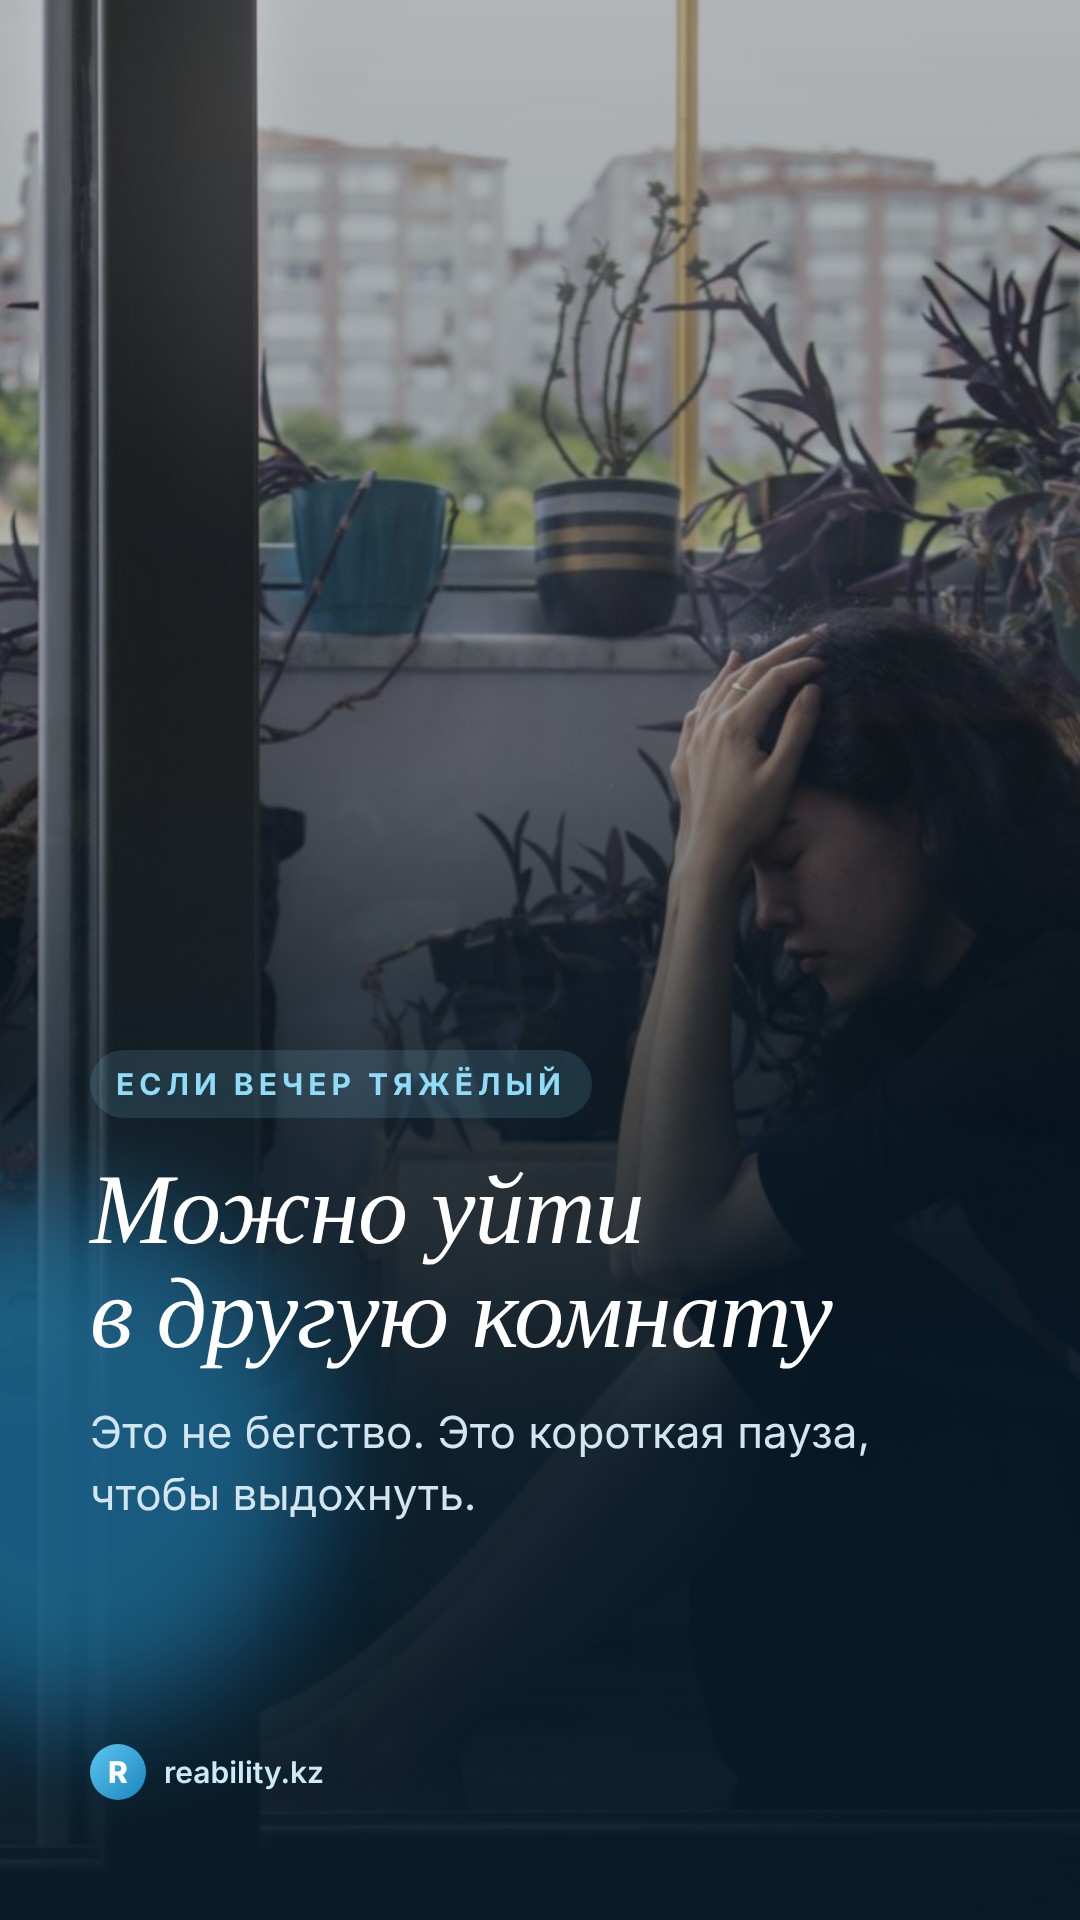 ЕСЛИ ВЕЧЕР ТЯЖЁЛЫЙ
Можно уйти
в другую комнату
Это не бегство. Это короткая пауза,
чтобы выдохнуть.
R reability.kz